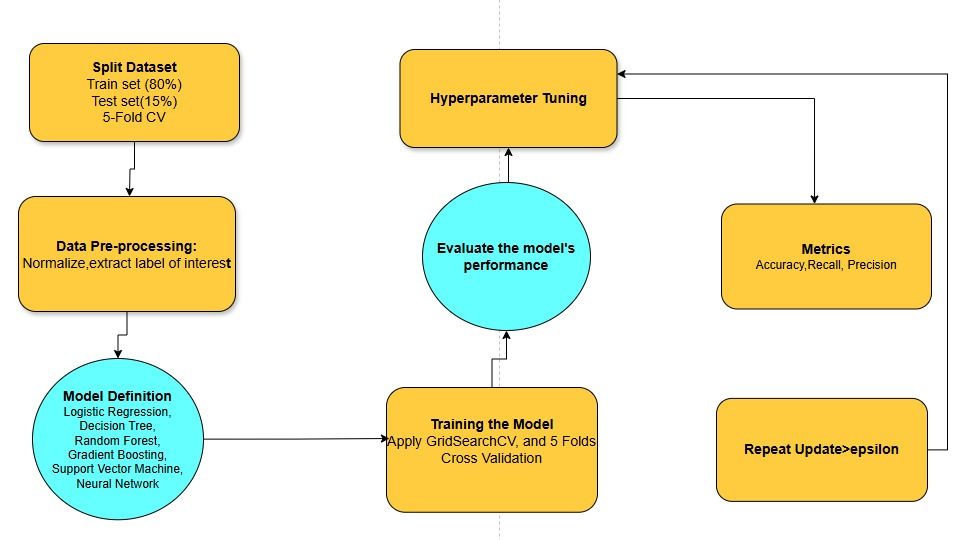 Split Dataset
Train set (80%)
Test set(15%)
5-Fold CV
Data Pre-processing:
Normalize,extract label of interest
Model Definition
Logistic Regression,
Decision Tree,
Random Forest,
Gradient Boosting,
Support Vector Machine,
Neural Network
Hyperparameter Tuning
Evaluate the model's
performance
Training the Model
Apply GridSearchCV, and 5 Folds
Cross Validation
Metrics
Accuracy,Recall, Precision
Repeat Update>epsilon